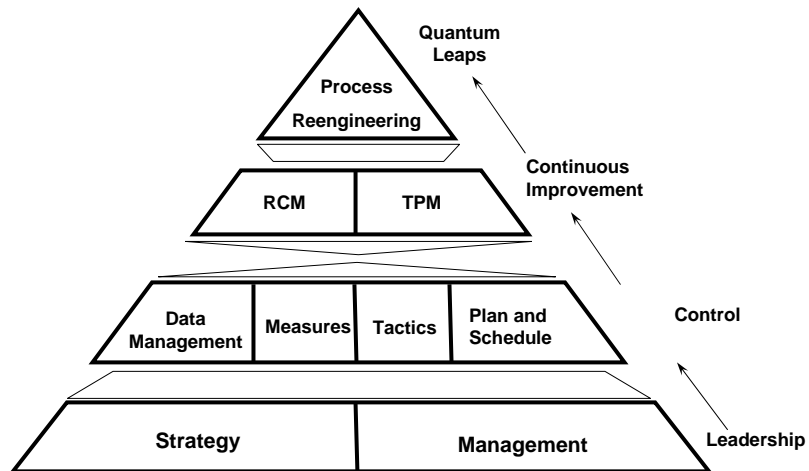 Quantum
Leaps
Process
Reengineering
Continuous
Improvement
RCM
TPM
Data
Management
Measures
Tactics
Plan and
Schedule
Control
Strategy
Management
Leadership